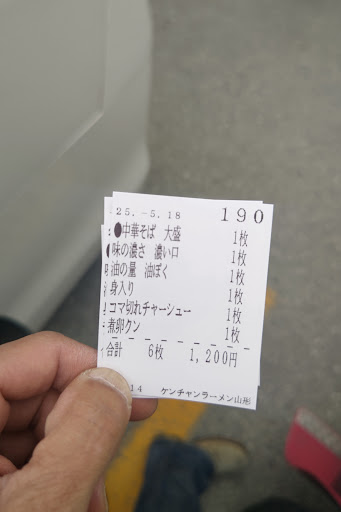 25.-5.18 190
●中華そば 大盛 1枚
味の濃さ 濃い口 1枚
油の量 油ぽく 1枚
身入り 1枚
コマ切れチャーシュー 1枚
煮卵クン 1枚
合計 6枚 1,200円
14 ケンチャンラーメン山形